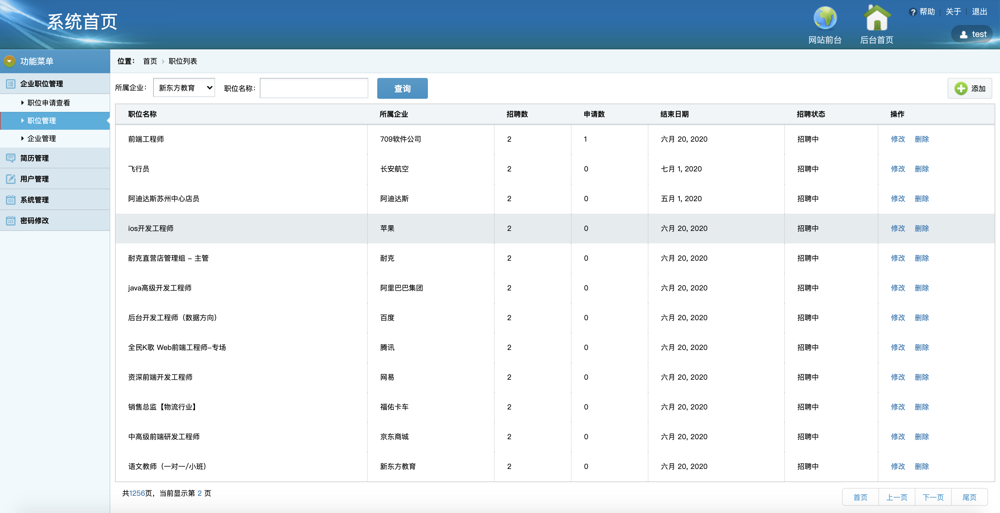 系统首页
网站前台
后台首页
帮助 关于 退出
test
功能菜单
企业职位管理
职位申请查看
职位管理
企业管理
简历管理
用户管理
系统管理
密码修改
位置： 首页 职位列表
所属企业： 新东方教育 职位名称： 查询 添加
职位名称 所属企业 招聘数 申请数 结束日期 招聘状态 操作
前端工程师 709软件公司 2 1 六月 20, 2020 招聘中 修改 删除
飞行员 长安航空 2 0 七月 1, 2020 招聘中 修改 删除
阿迪达斯苏州中心店员 阿迪达斯 2 0 五月 1, 2020 招聘中 修改 删除
ios开发工程师 苹果 2 0 六月 20, 2020 招聘中 修改 删除
耐克直营店管理组 – 主管 耐克 2 0 六月 20, 2020 招聘中 修改 删除
java高级开发工程师 阿里巴巴集团 2 0 六月 20, 2020 招聘中 修改 删除
后台开发工程师（数据方向） 百度 2 0 六月 20, 2020 招聘中 修改 删除
全民K歌 Web前端工程师–专场 腾讯 2 0 六月 20, 2020 招聘中 修改 删除
资深前端开发工程师 网易 2 0 六月 20, 2020 招聘中 修改 删除
销售总监【物流行业】 福佑卡车 2 0 六月 20, 2020 招聘中 修改 删除
中高级前端研发工程师 京东商城 2 0 六月 20, 2020 招聘中 修改 删除
语文教师（一对一/小班） 新东方教育 2 0 六月 20, 2020 招聘中 修改 删除
共1256页，当前显示第 2 页
首页 上一页 下一页 尾页